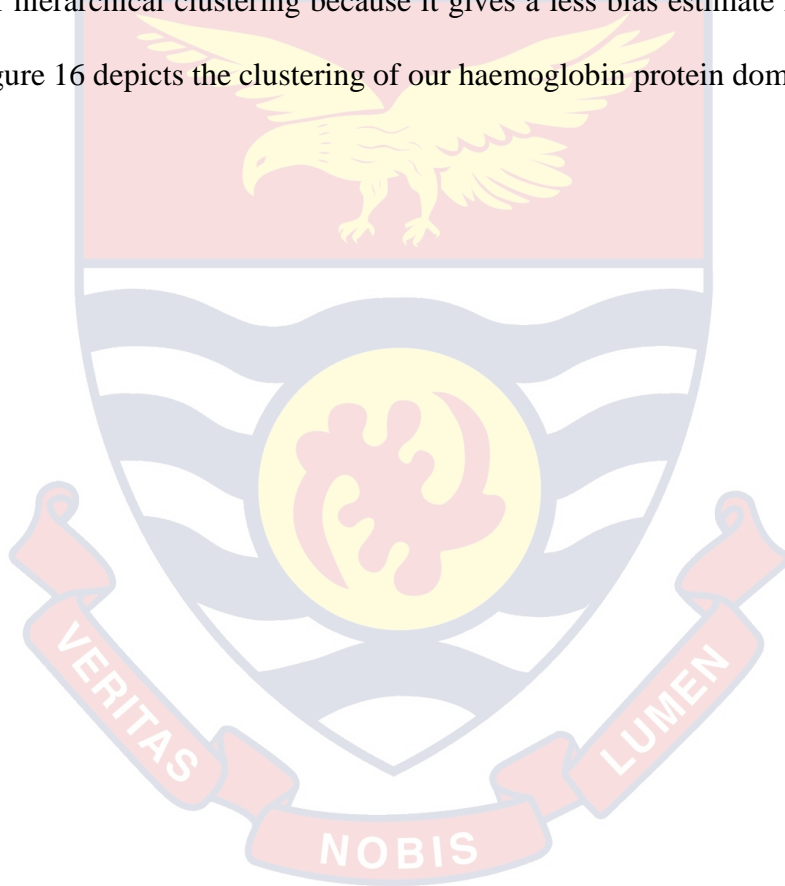 hierarchical clustering because it gives a less bias estimate
gure 16 depicts the clustering of our haemoglobin protein dom
VERITAS
NOBIS
LUMEN